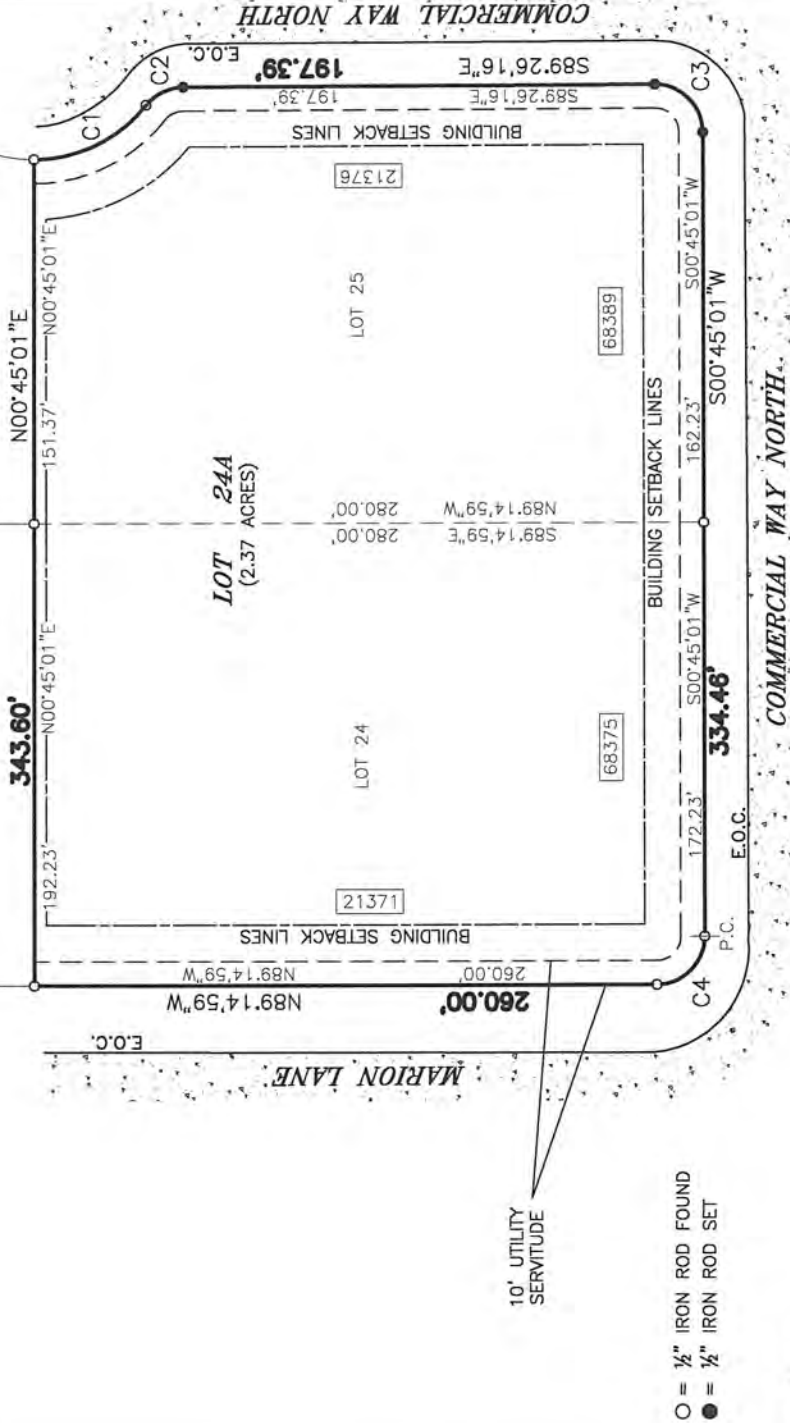 COMMERCIAL WAY NORTH
E.O.C.
C2
C1
197.39'
S89°26'16"E
197.39'
S89°26'16"E
C3
BUILDING SETBACK LINES
21376
N00°45'01"E
N00°45'01"E
151.37'
LOT 25
68389
S00°45'01"W
S00°45'01"W
162.23'
LOT 24A
(2.37 ACRES)
280.00'
N89°14'59"W
280.00'
S89°14'59"E
BUILDING SETBACK LINES
343.60'
N00°45'01"E
192.23'
LOT 24
68375
S00°45'01"W
334.46'
172.23'
COMMERCIAL WAY NORTH
E.O.C.
P.C.
21371
BUILDING SETBACK LINES
N89°14'59"W
260.00'
N89°14'59"W
260.00'
C4
E.O.C.
MARION LANE
10' UTILITY
SERVITUDE
○ = ½" IRON ROD FOUND
● = ½" IRON ROD SET